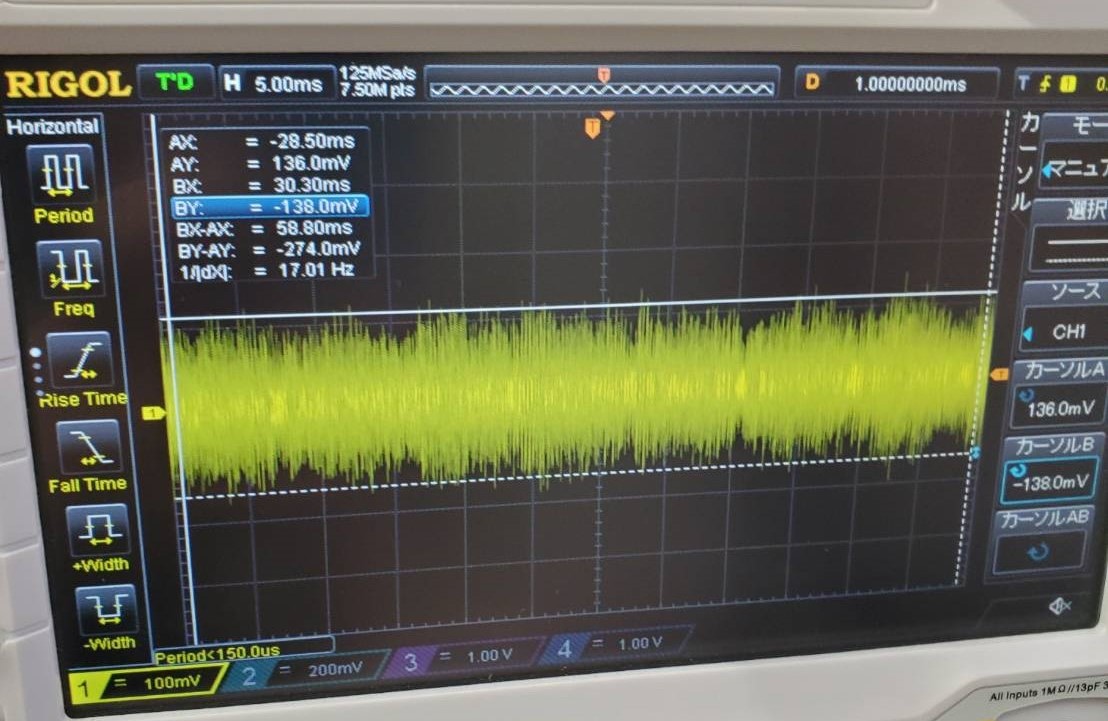 RIGOL
T'D
H 5.00ms
125MSa/s
7.50M pts
T
D 1.00000000ms
T 1 0.
Horizontal
Period
Freq
Rise Time
Fall Time
+Width
-Width
AX: = -28.50ms
AY: = 136.0mV
BX: = 30.30ms
BY: = -138.0mV
BX-AX: = 58.80ms
BY-AY: = -274.0mV
1/|dX|: = 17.01 Hz
T
1
T
カーソル
モー
マニュア
選択
ソース
CH1
カーソルA
136.0mV
カーソルB
-138.0mV
カーソルAB
Period<150.0us
1 = 100mV
2 = 200mV
3 = 1.00 V
4 = 1.00 V
All Inputs 1MΩ//13pF 3